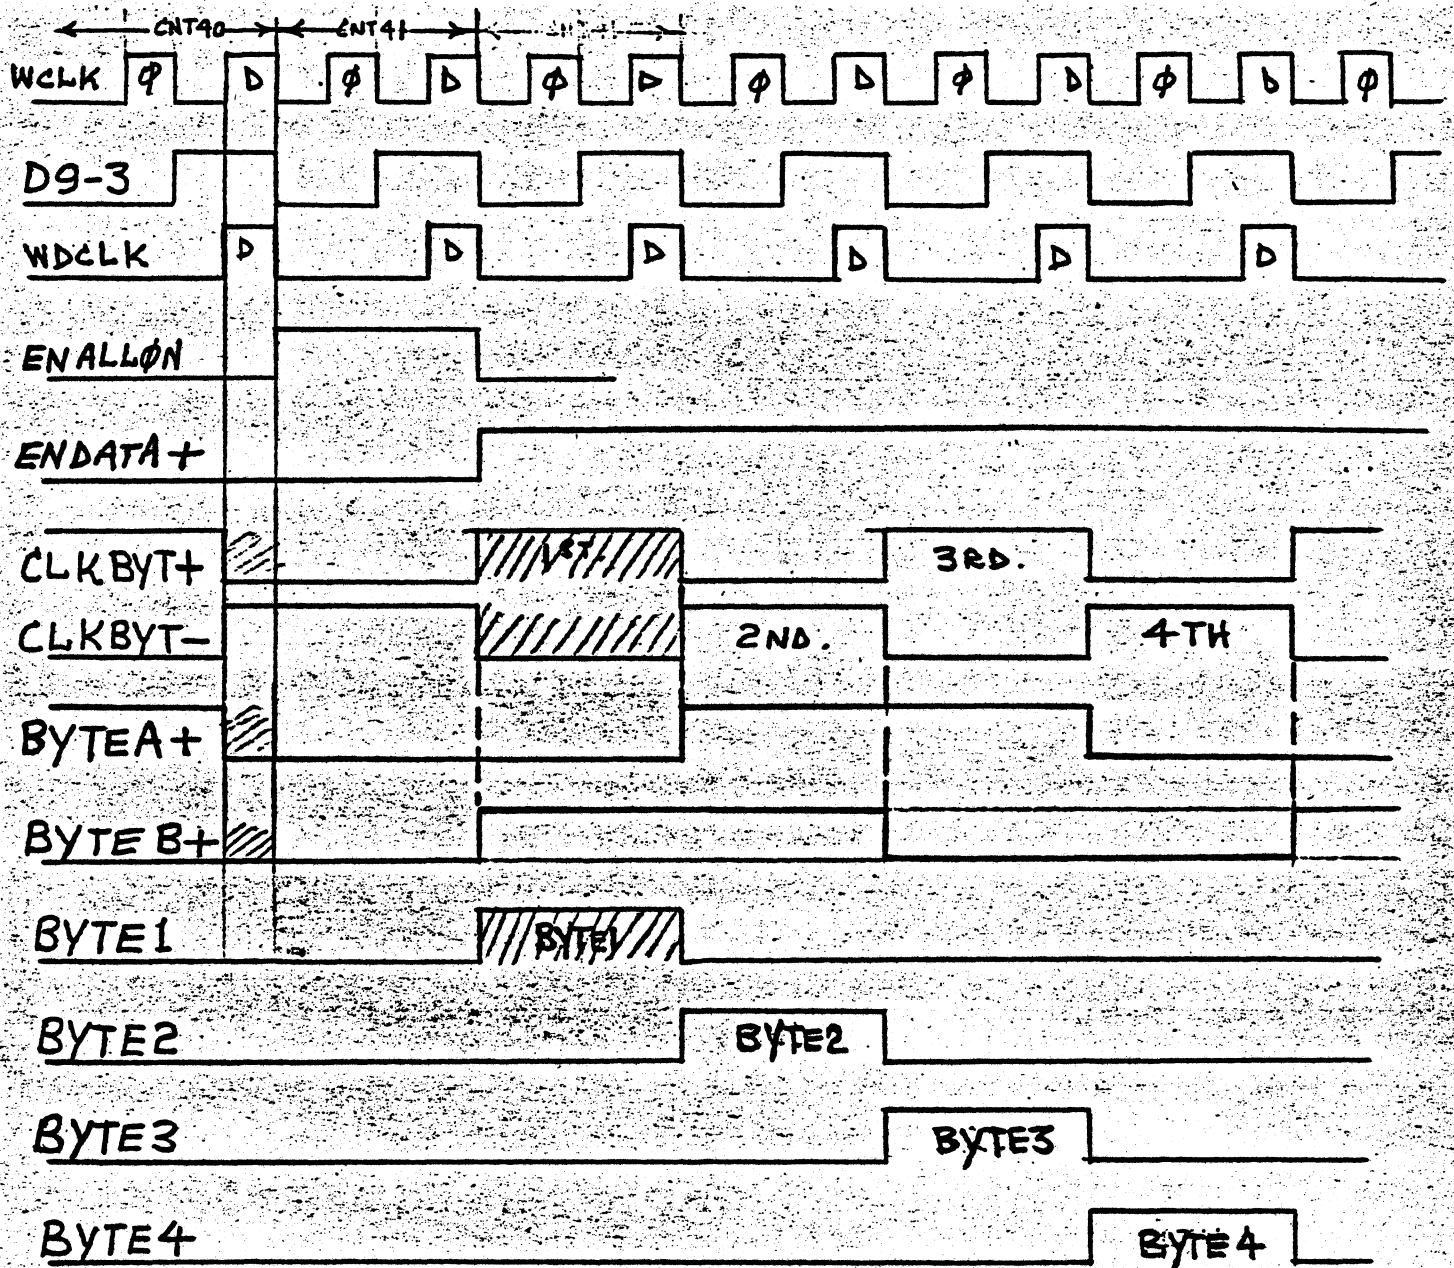 CNT40 CNT41
WCLK Φ D Φ D Φ D Φ D Φ D Φ D Φ
D9-3
WDCLK D D D D D D
ENALLØN
ENDATA+
CLKBYT+ 1ST. 3RD.
CLKBYT- 2ND. 4TH
BYTEA+
BYTE B+
BYTE1 BYTE1
BYTE2 BYTE2
BYTE3 BYTE3
BYTE4 BYTE4